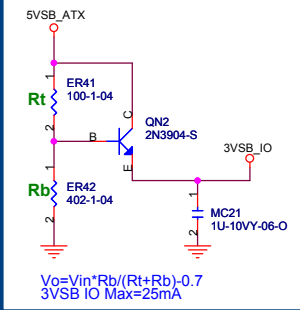 5VSB_ATX
1
ER41
100-1-04
Rt
2
C
QN2
2N3904-S
B
E
3VSB_IO
1
Rb
ER42
402-1-04
2
1
MC21
1U-10VY-06-O
2
Vo=Vin*Rb/(Rt+Rb)-0.7
3VSB IO Max=25mA